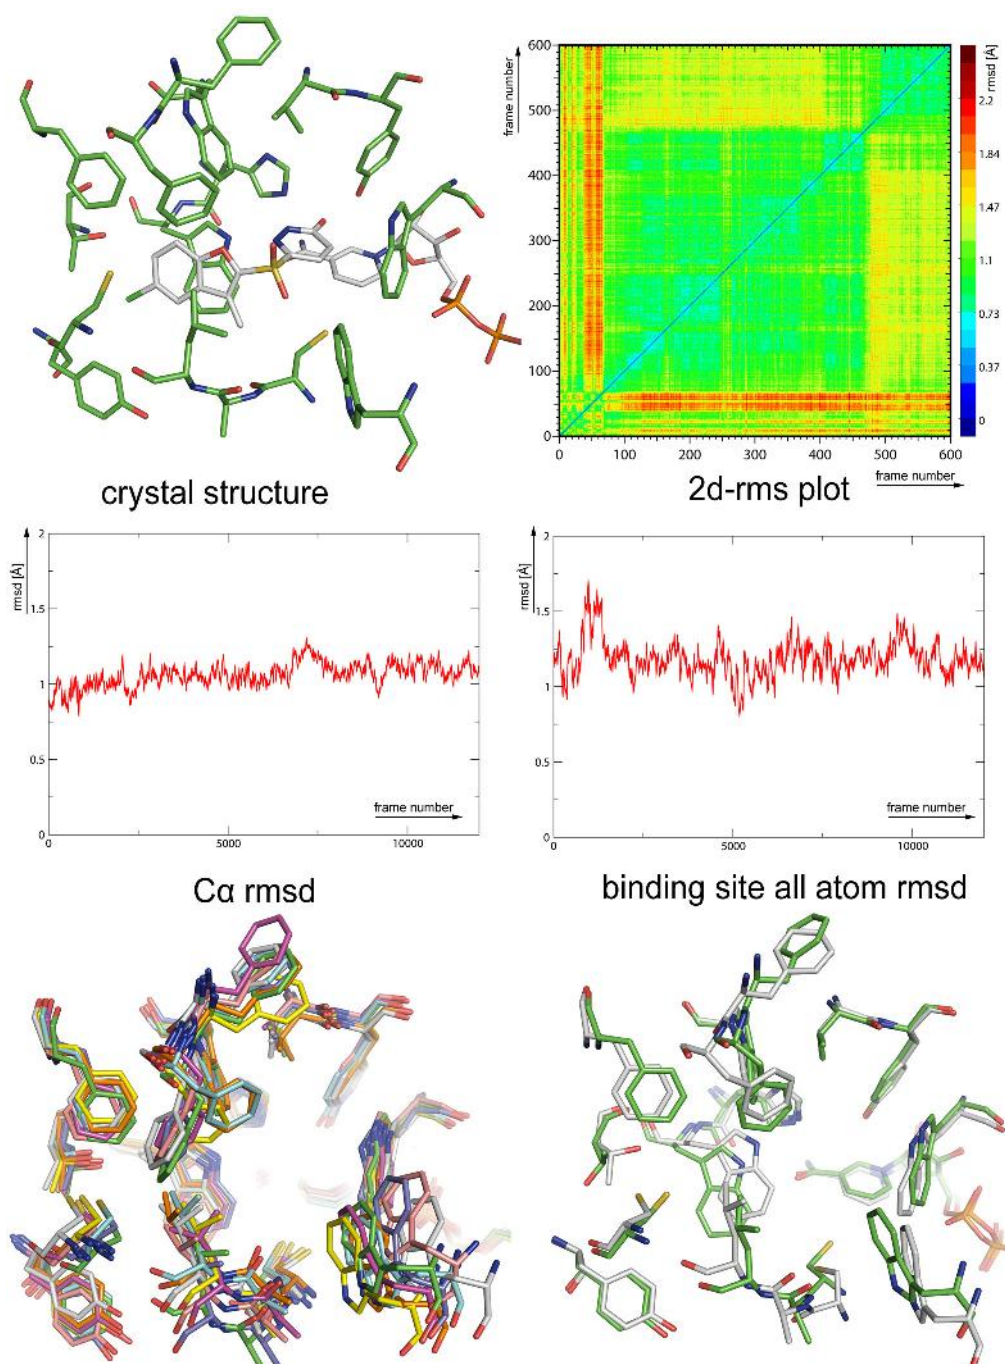 frame number
600
500
400
300
200
100
0
0 100 200 300 400 500 600
rmsd [Å]
2.2
1.84
1.47
1.1
0.73
0.37
0
crystal structure
2d-rms plot
frame number
rmsd [Å]
2
1.5
1
0.5
0
0 5000 10000
frame number
Cα rmsd
rmsd [Å]
2
1.5
1
0.5
0
0 5000 10000
frame number
binding site all atom rmsd